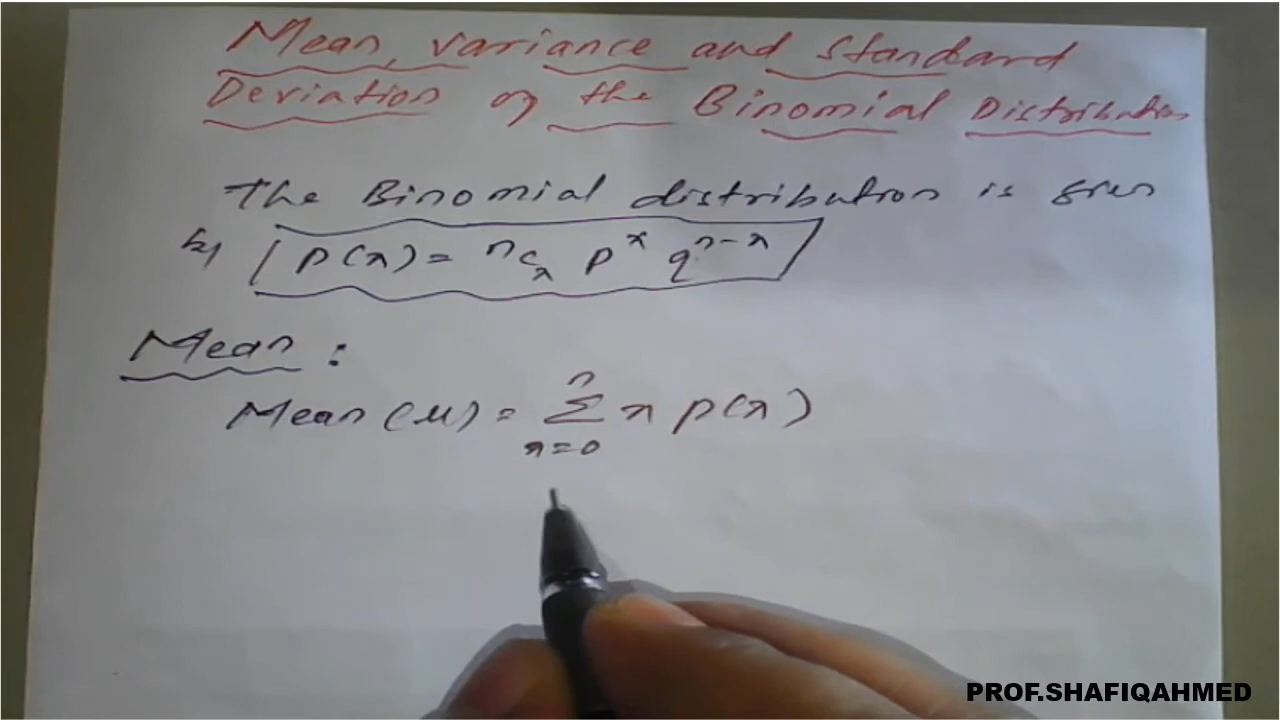 Mean, variance and standard
Deviation of the Binomial Distribution
The Binomial distribution is given
by P(x) = ⁿCₓ pˣ qⁿ⁻ˣ
Mean :
Mean (μ) = Σⁿₓ₌₀ x P(x)
PROF.SHAFIQAHMED